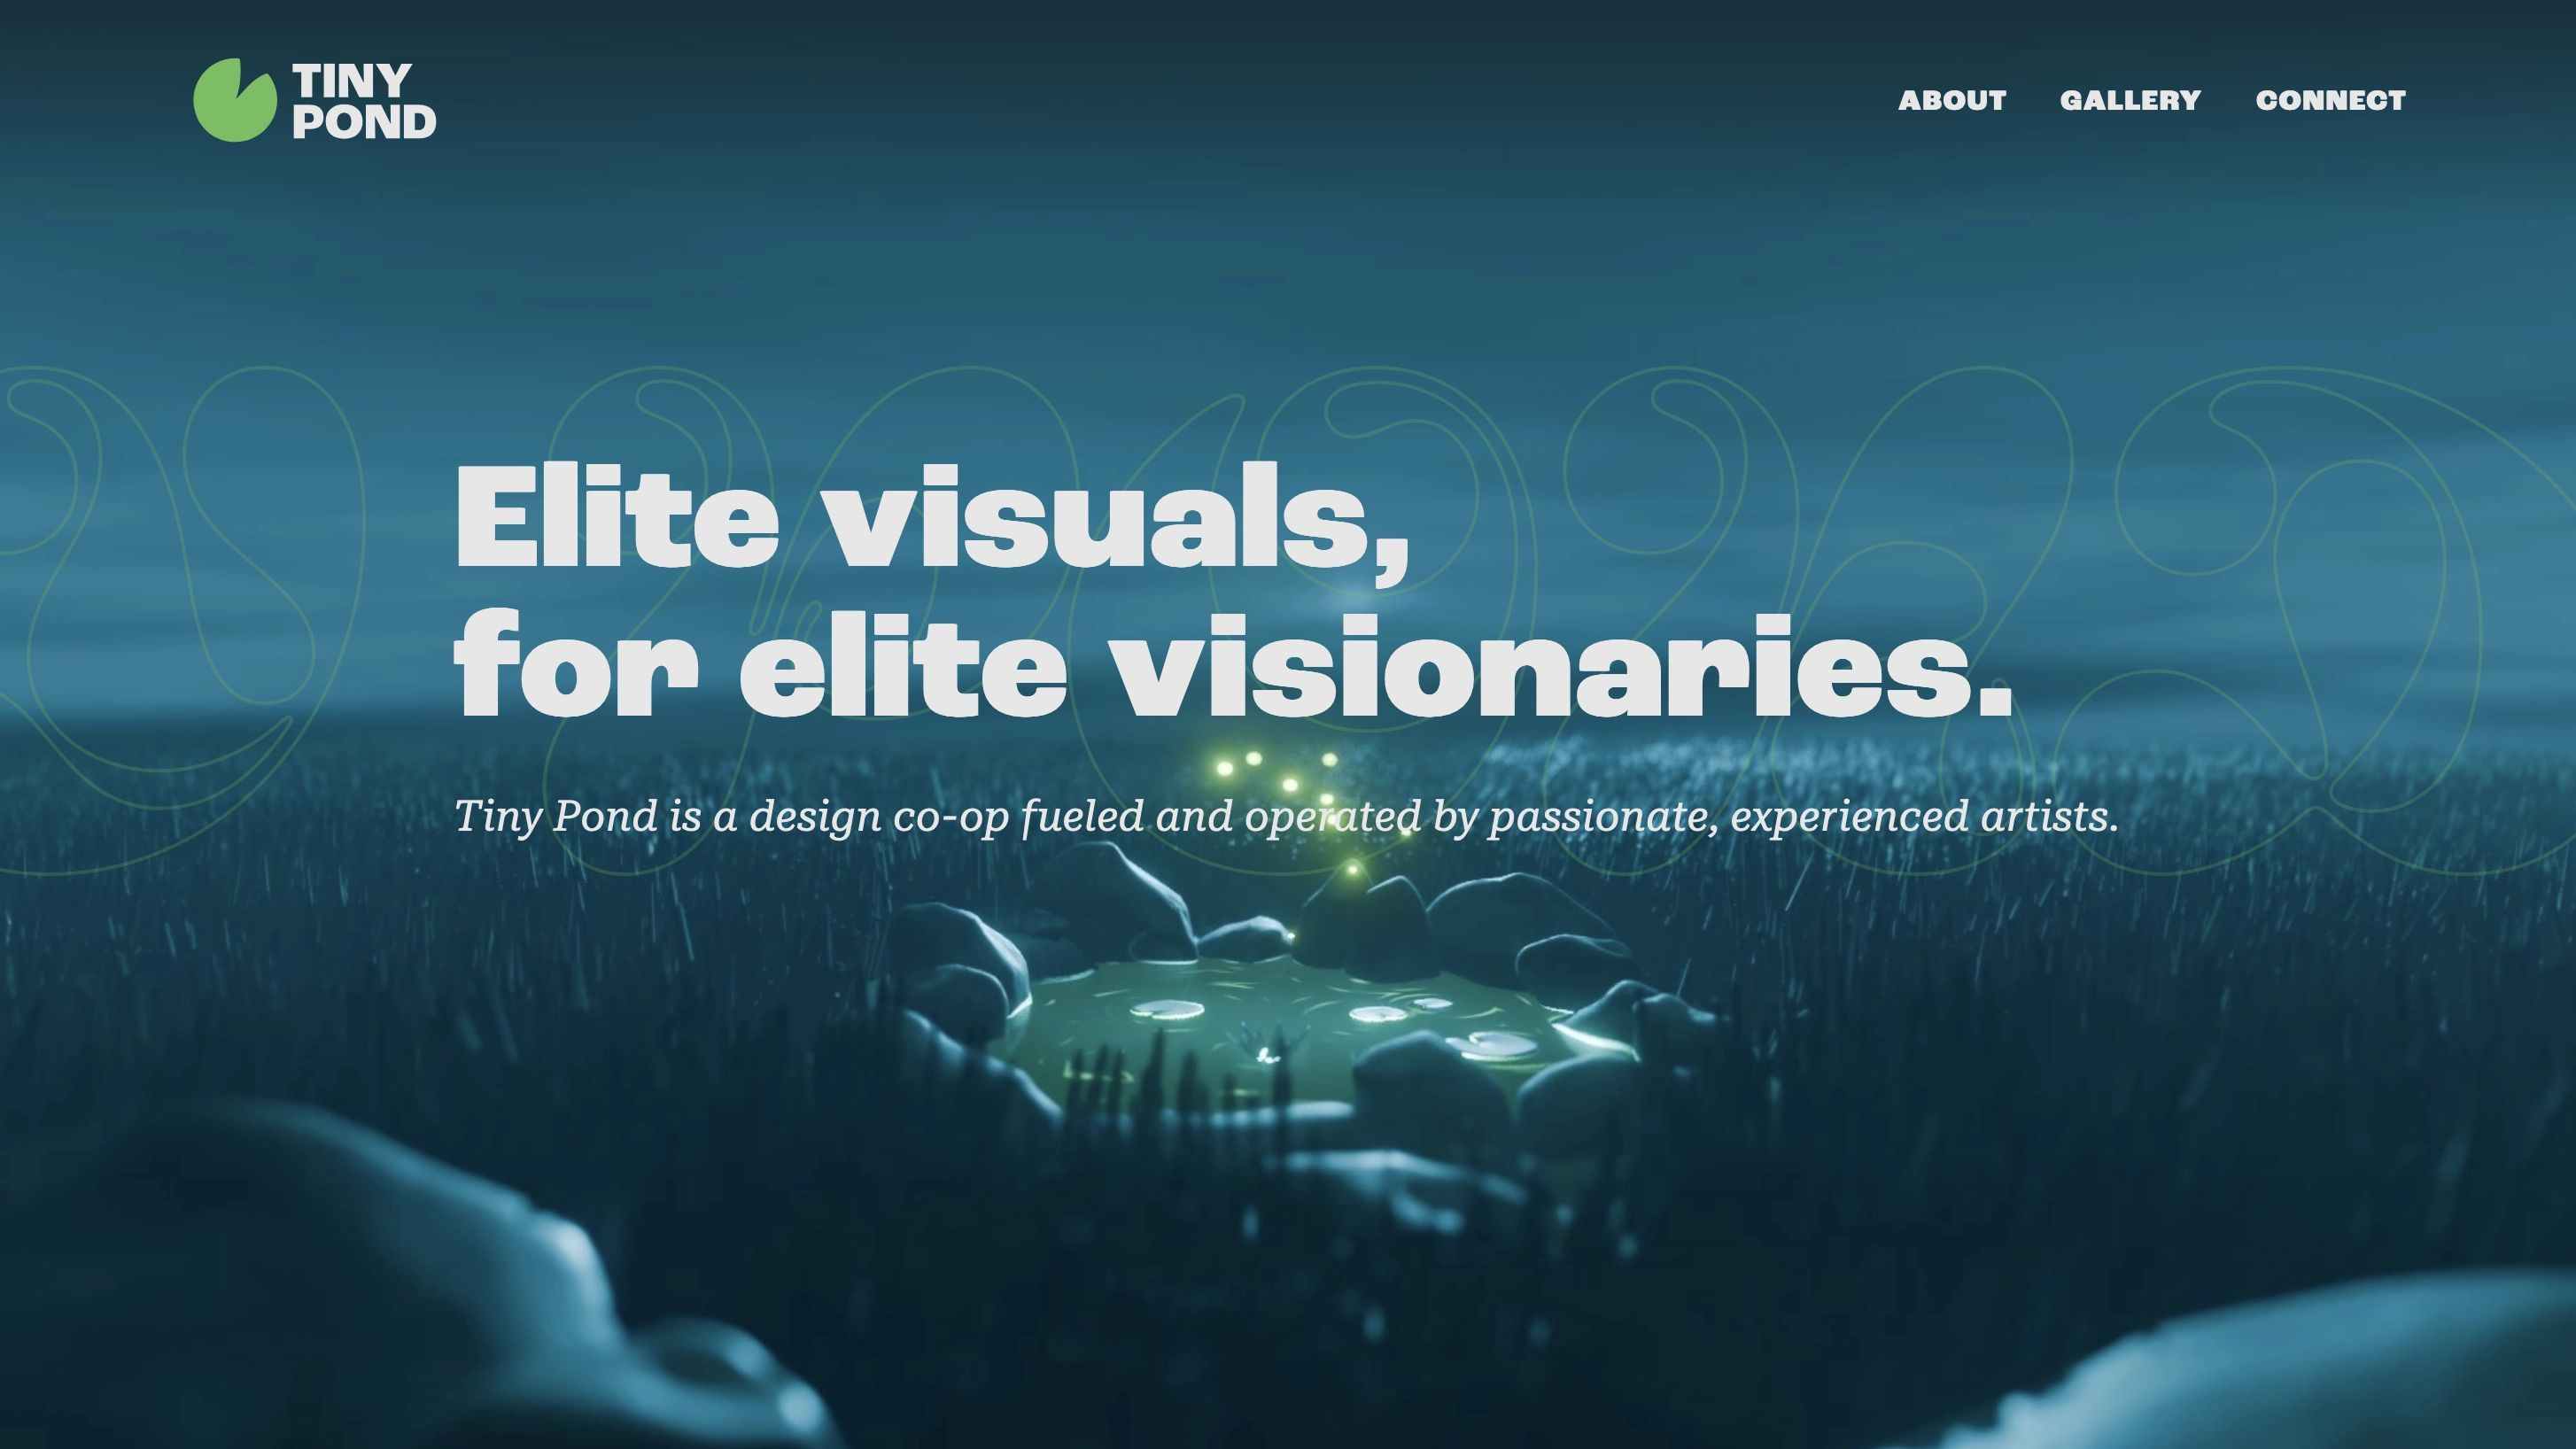 TINY
POND
ABOUT GALLERY CONNECT
Elite visuals,
for elite visionaries.
Tiny Pond is a design co-op fueled and operated by passionate, experienced artists.